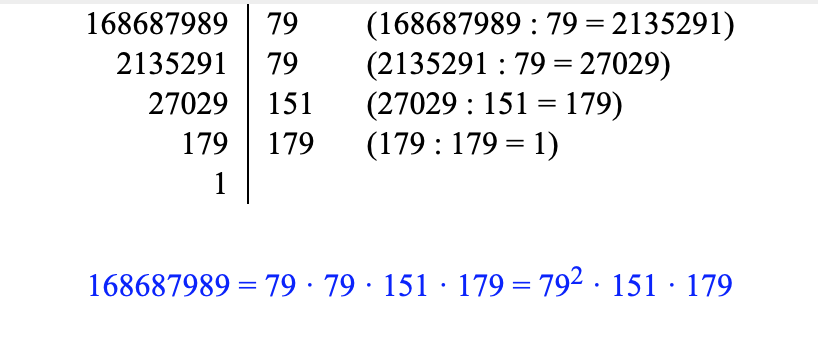 168687989 | 79 (168687989 : 79 = 2135291)
2135291 | 79 (2135291 : 79 = 27029)
27029 | 151 (27029 : 151 = 179)
179 | 179 (179 : 179 = 1)
1 |
168687989 = 79 · 79 · 151 · 179 = 79² · 151 · 179